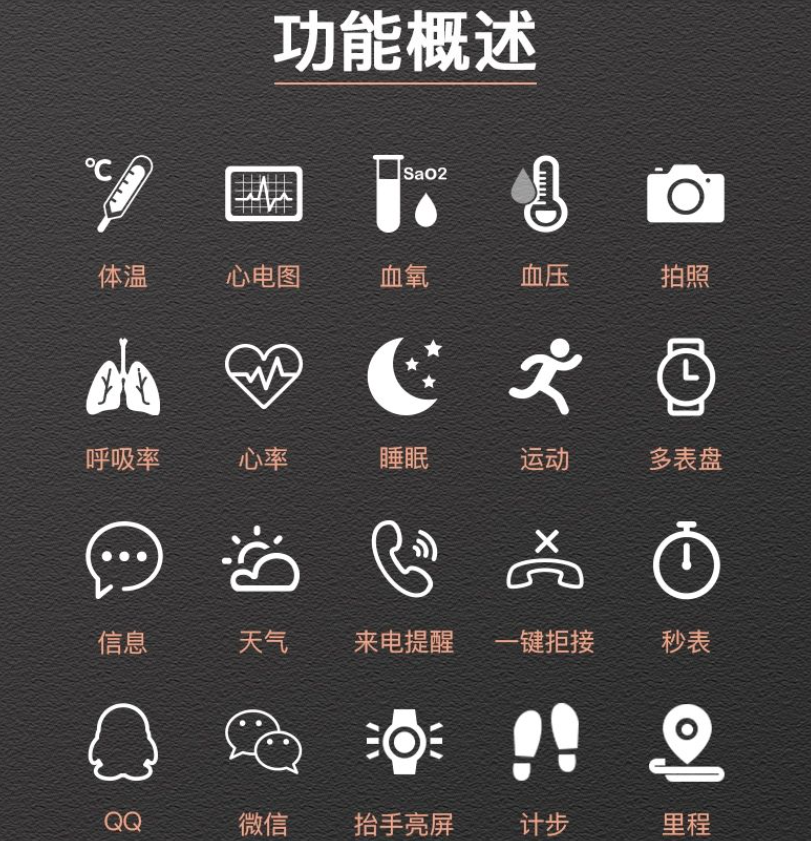 功能概述
℃
SaO2
体温 心电图 血氧 血压 拍照
呼吸率 心率 睡眠 运动 多表盘
信息 天气 来电提醒 一键拒接 秒表
QQ 微信 抬手亮屏 计步 里程